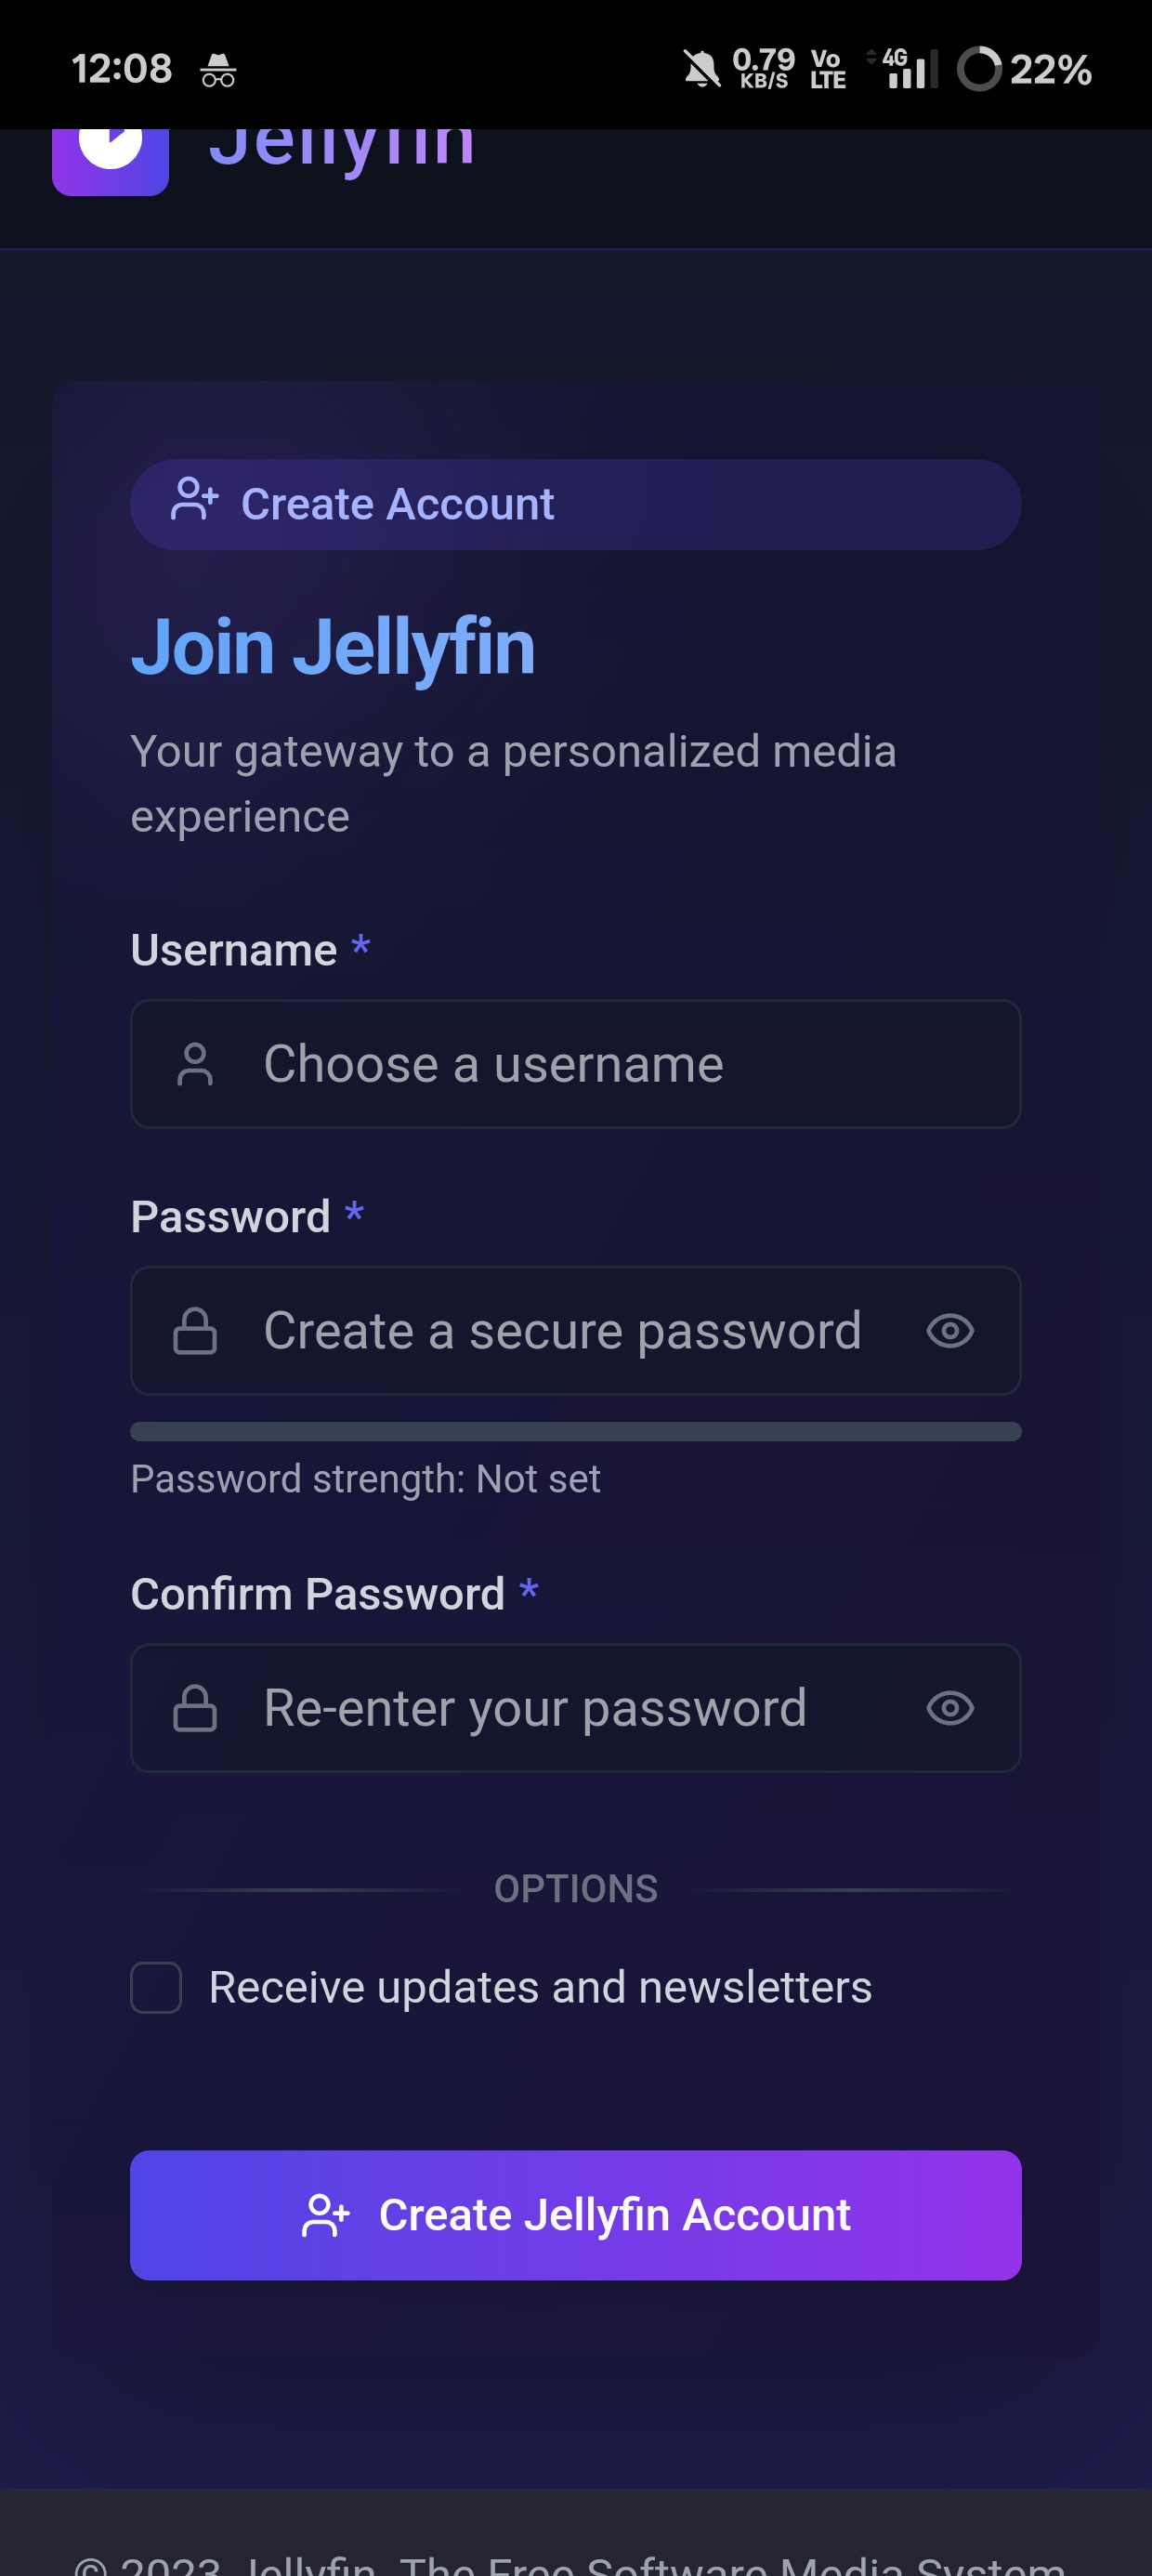 12:08
0.79 KB/S Vo LTE 4G 22%
Jellyfin
Create Account
Join Jellyfin
Your gateway to a personalized media
experience
Username *
Choose a username
Password *
Create a secure password
Password strength: Not set
Confirm Password *
Re-enter your password
OPTIONS
Receive updates and newsletters
Create Jellyfin Account
© 2023 Jellyfin. The Free Software Media System